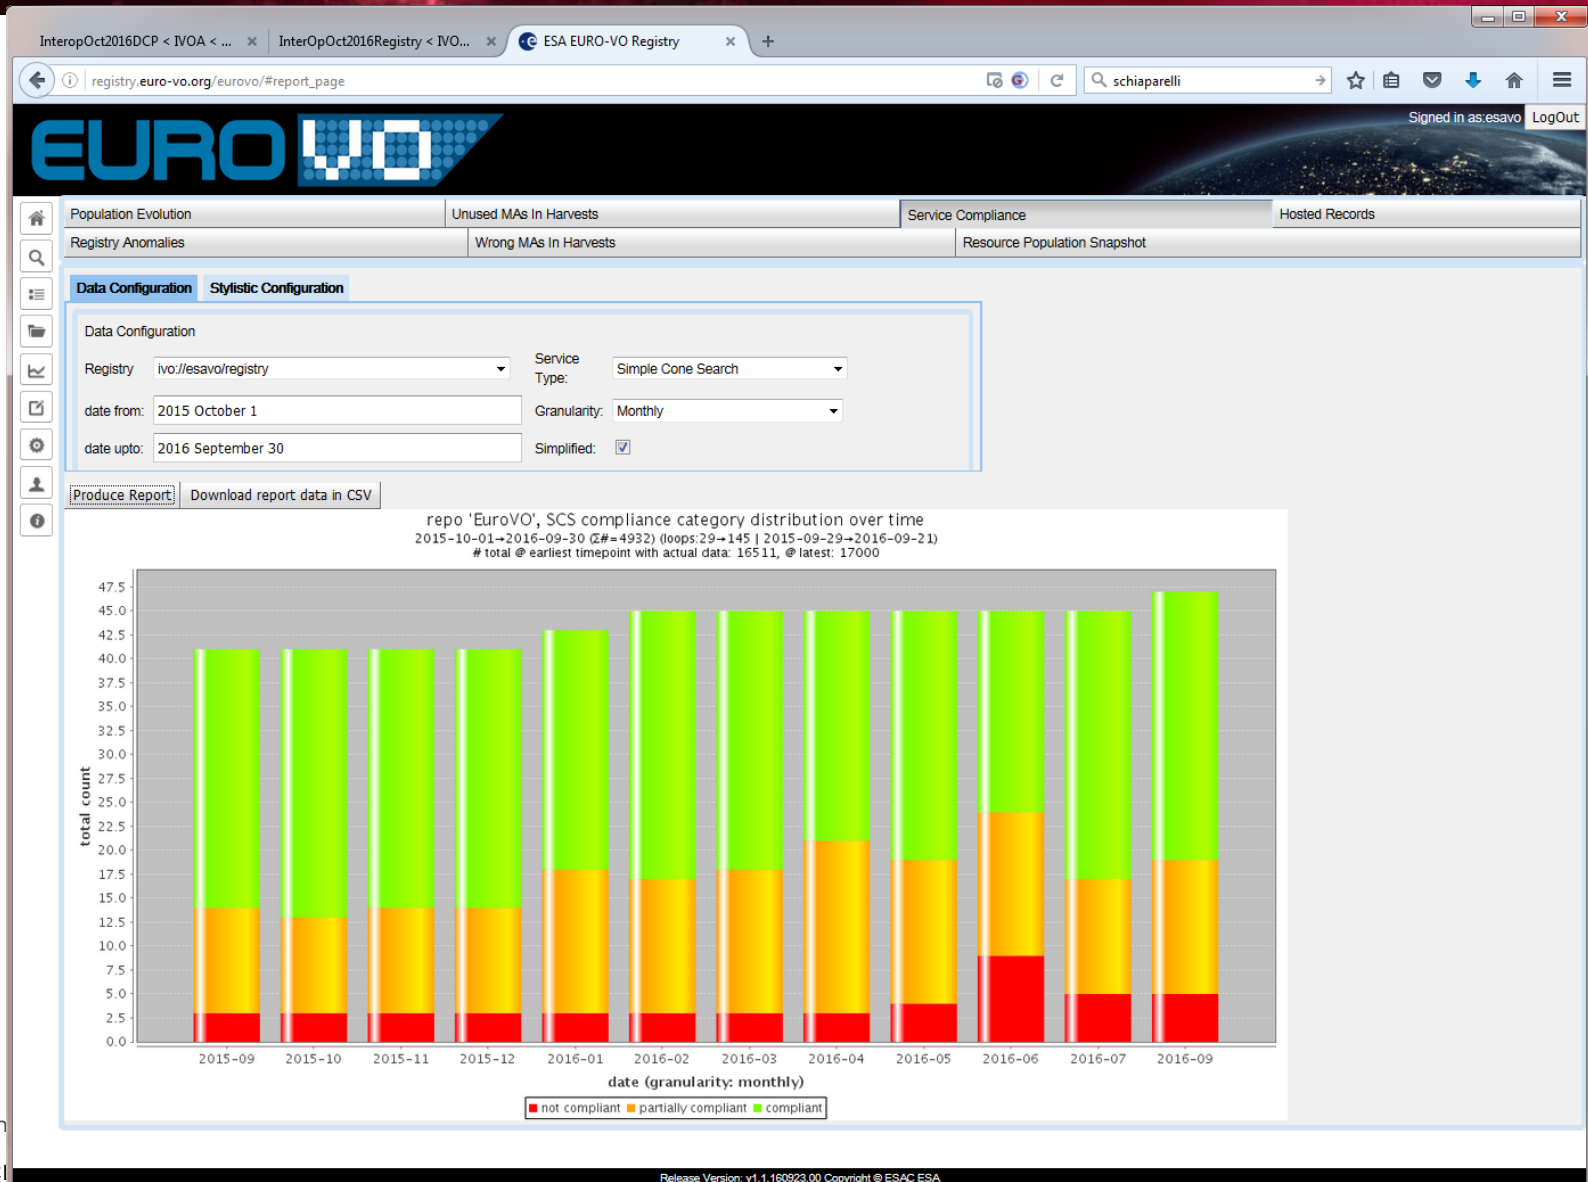 InteropOct2016DCP < IVOA < ...
InterOpOct2016Registry < IVO...
ESA EURO-VO Registry
registry.euro-vo.org/eurovo/#report_page
schiaparelli
EURO VO
Signed in as:esavo
LogOut
Population Evolution
Unused MAs In Harvests
Service Compliance
Hosted Records
Registry Anomalies
Wrong MAs In Harvests
Resource Population Snapshot
Data Configuration
Stylistic Configuration
Data Configuration
Registry
ivo://esavo/registry
Service Type:
Simple Cone Search
date from:
2015 October 1
Granularity:
Monthly
date upto:
2016 September 30
Simplified:
Produce Report
Download report data in CSV
repo 'EuroVO', SCS compliance category distribution over time
2015-10-01→2016-09-30 (Σ#=4932) (loops:29→145 | 2015-09-29→2016-09-21)
# total @ earliest timepoint with actual data: 16511, @ latest: 17000
total count
47.5
45.0
42.5
40.0
37.5
35.0
32.5
30.0
27.5
25.0
22.5
20.0
17.5
15.0
12.5
10.0
7.5
5.0
2.5
0.0
2015-09 2015-10 2015-11 2015-12 2016-01 2016-02 2016-03 2016-04 2016-05 2016-06 2016-07 2016-09
date (granularity: monthly)
not compliant partially compliant compliant
Release Version: v1.1.160923.00 Copyright © ESAC ESA